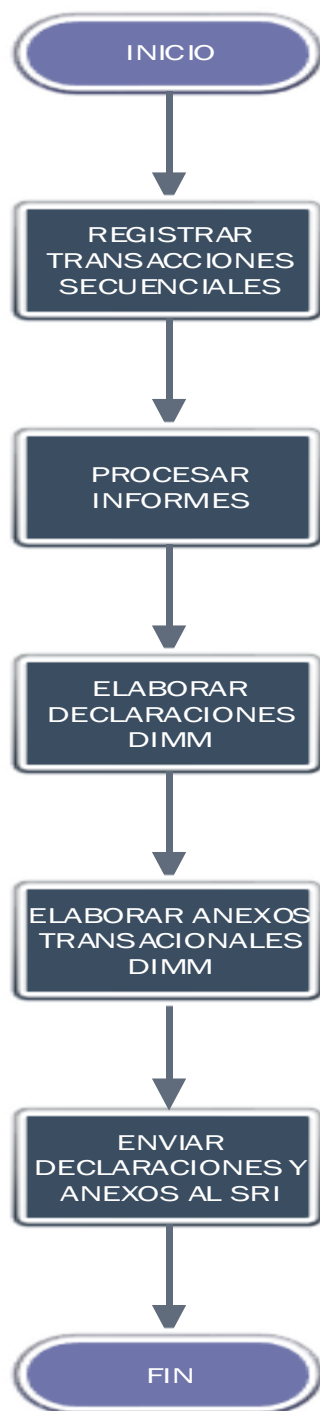 INICIO
REGISTRAR
TRANSACCIONES
SECUENCIALES
PROCESAR
INFORMES
ELABORAR
DECLARACIONES
DIMM
ELABORAR ANEXOS
TRANSACIONALES
DIMM
ENVIAR
DECLARACIONES Y
ANEXOS AL SRI
FIN